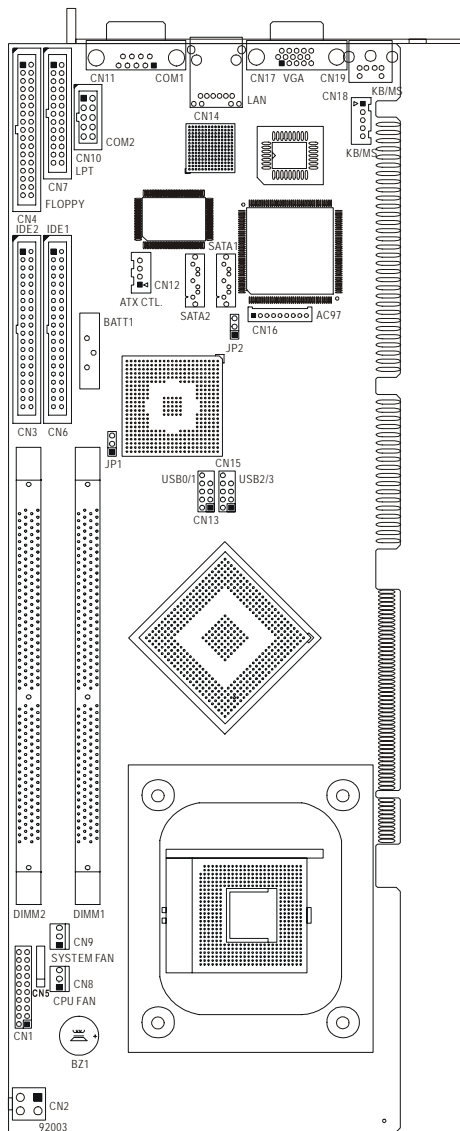 CN11 COM1 CN17 VGA CN19 KB/MS
LAN CN18
CN14
CN10 COM2 KB/MS
CN7 LPT
CN4 FLOPPY
IDE2 IDE1
SATA1
CN12
ATX CTL.
SATA2
BATT1
CN16 AC97
JP2
CN3 CN6
JP1
CN15
USB0/1 USB2/3
CN13
DIMM2 DIMM1
CN9
SYSTEM FAN
CN5 CN8
CPU FAN
CN1
BZ1
CN2
92003